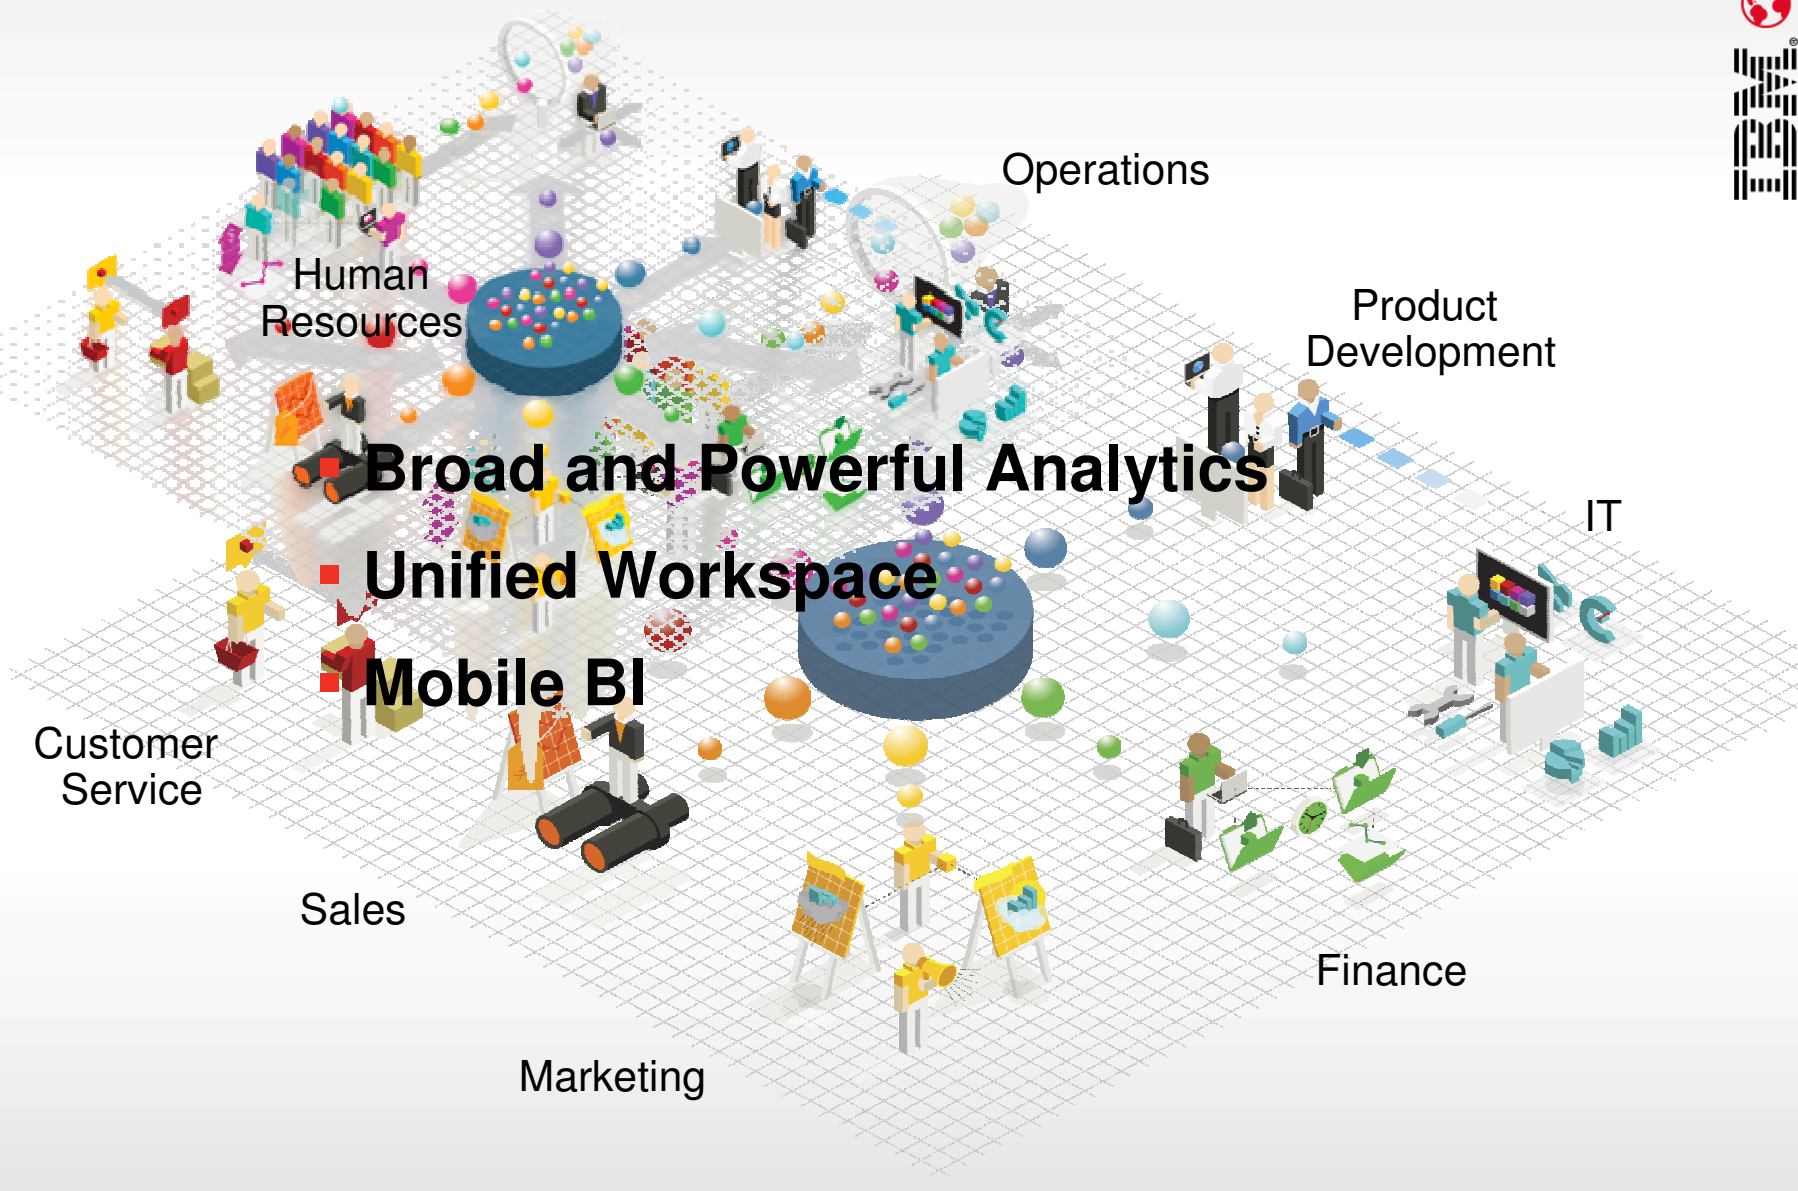 IBM®
Operations
Human
Resources
Product
Development
Broad and Powerful Analytics
IT
Unified Workspace
Mobile BI
Customer
Service
Sales
Finance
Marketing